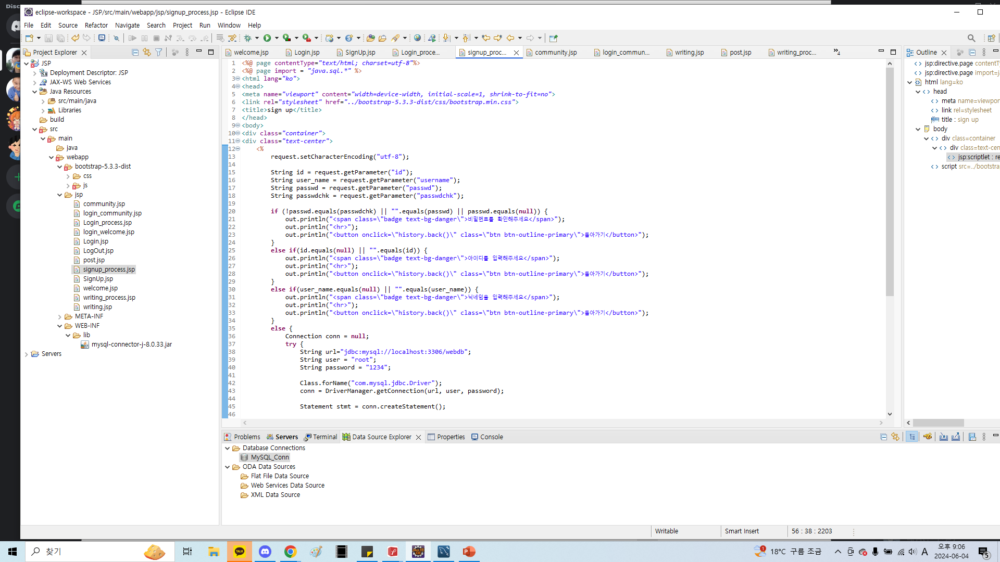 Disc
eclipse-workspace - JSP/src/main/webapp/jsp/signup_process.jsp - Eclipse IDE
File Edit Source Refactor Navigate Search Project Run Window Help
Project Explorer
JSP
Deployment Descriptor: JSP
JAX-WS Web Services
Java Resources
src/main/java
Libraries
build
src
main
java
webapp
bootstrap-5.3.3-dist
css
js
jsp
community.jsp
login_community.jsp
Login_process.jsp
login_welcome.jsp
Login.jsp
LogOut.jsp
post.jsp
signup_process.jsp
SignUp.jsp
welcome.jsp
writing_process.jsp
writing.jsp
META-INF
WEB-INF
lib
mysql-connector-j-8.0.33.jar
Servers
welcome.jsp Login.jsp SignUp.jsp Login_proce... signup_proc... community.jsp login_commun... writing.jsp post.jsp writing_proc... »4
1 <%@ page contentType="text/html; charset=utf-8"%>
2 <%@ page import = "java.sql.*" %>
3 <html lang="ko">
4 <head>
5 <meta name="viewport" content="width=device-width, initial-scale=1, shrink-to-fit=no">
6 <link rel="stylesheet" href="../bootstrap-5.3.3-dist/css/bootstrap.min.css">
7 <title>sign up</title>
8 </head>
9 <body>
10 <div class="container">
11 <div class="text-center">
12 <%
13 request.setCharacterEncoding("utf-8");
14
15 String id = request.getParameter("id");
16 String user_name = request.getParameter("username");
17 String passwd = request.getParameter("passwd");
18 String passwdchk = request.getParameter("passwdchk");
19
20 if (!passwd.equals(passwdchk) || "".equals(passwd) || passwd.equals(null)) {
21 out.println("<span class=\"badge text-bg-danger\">비밀번호를 확인해주세요</span>");
22 out.println("<hr>");
23 out.println("<button onclick=\"history.back()\" class=\"btn btn-outline-primary\">돌아가기</button>");
24 }
25 else if(id.equals(null) || "".equals(id)) {
26 out.println("<span class=\"badge text-bg-danger\">아이디를 입력해주세요</span>");
27 out.println("<hr>");
28 out.println("<button onclick=\"history.back()\" class=\"btn btn-outline-primary\">돌아가기</button>");
29 }
30 else if(user_name.equals(null) || "".equals(user_name)) {
31 out.println("<span class=\"badge text-bg-danger\">닉네임을 입력해주세요</span>");
32 out.println("<hr>");
33 out.println("<button onclick=\"history.back()\" class=\"btn btn-outline-primary\">돌아가기</button>");
34 }
35 else {
36 Connection conn = null;
37 try {
38 String url="jdbc:mysql://localhost:3306/webdb";
39 String user = "root";
40 String password = "1234";
41
42 Class.forName("com.mysql.jdbc.Driver");
43 conn = DriverManager.getConnection(url, user, password);
44
45 Statement stmt = conn.createStatement();
46
Outline
jsp:directive.page contentTy
jsp:directive.page import=j
html lang=ko
head
meta name=viewpor
link rel=stylesheet
title : sign up
body
div class=container
div class=text-cen
jsp:scriptlet : re
script src=../bootstra
Problems Servers Terminal Data Source Explorer Properties Console
Database Connections
MySQL_Conn
ODA Data Sources
Flat File Data Source
Web Services Data Source
XML Data Source
Writable Smart Insert 56 : 38 : 2203
찾기
TALK
18°C 구름 조금
A
오후 9:06
2024-06-04
5